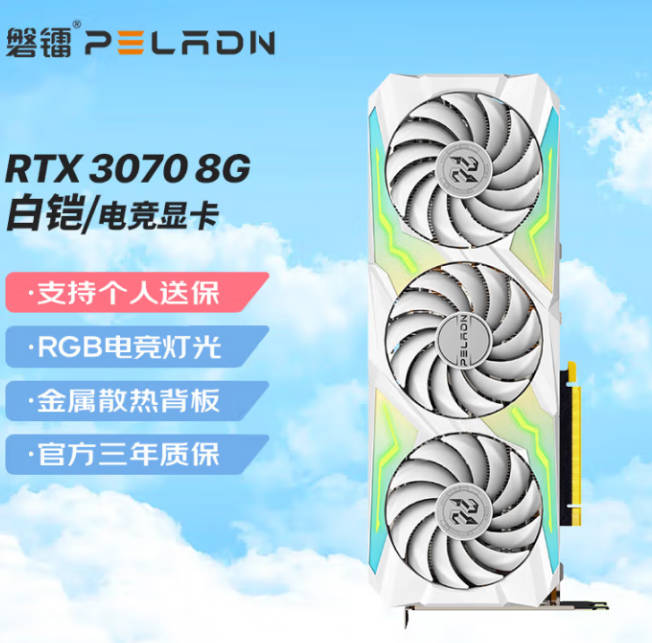 磐镭® PELADN
RTX 3070 8G
白铠/电竞显卡
·支持个人送保
·RGB电竞灯光
·金属散热背板
·官方三年质保
PELADN